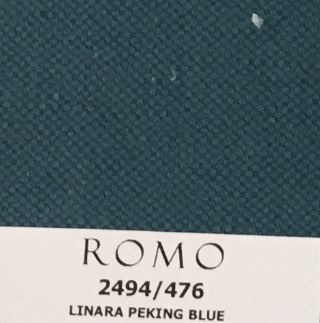 ROMO
2494/476
LINARA PEKING BLUE